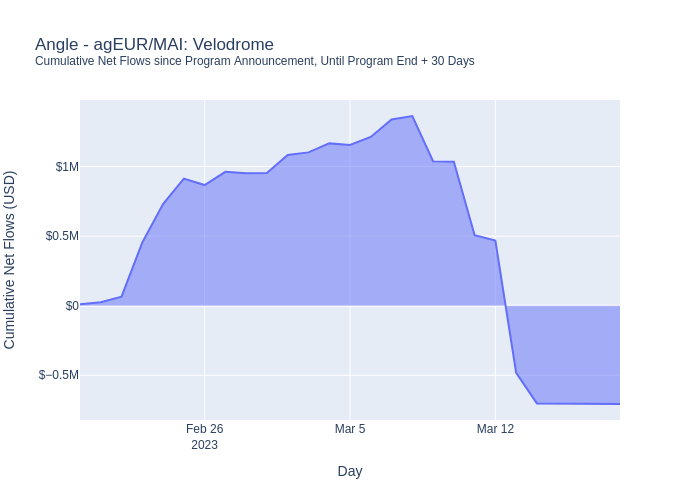 Angle - agEUR/MAI: Velodrome
Cumulative Net Flows since Program Announcement, Until Program End + 30 Days
Cumulative Net Flows (USD)
$1M
$0.5M
$0
$−0.5M
Feb 26
2023
Mar 5
Mar 12
Day